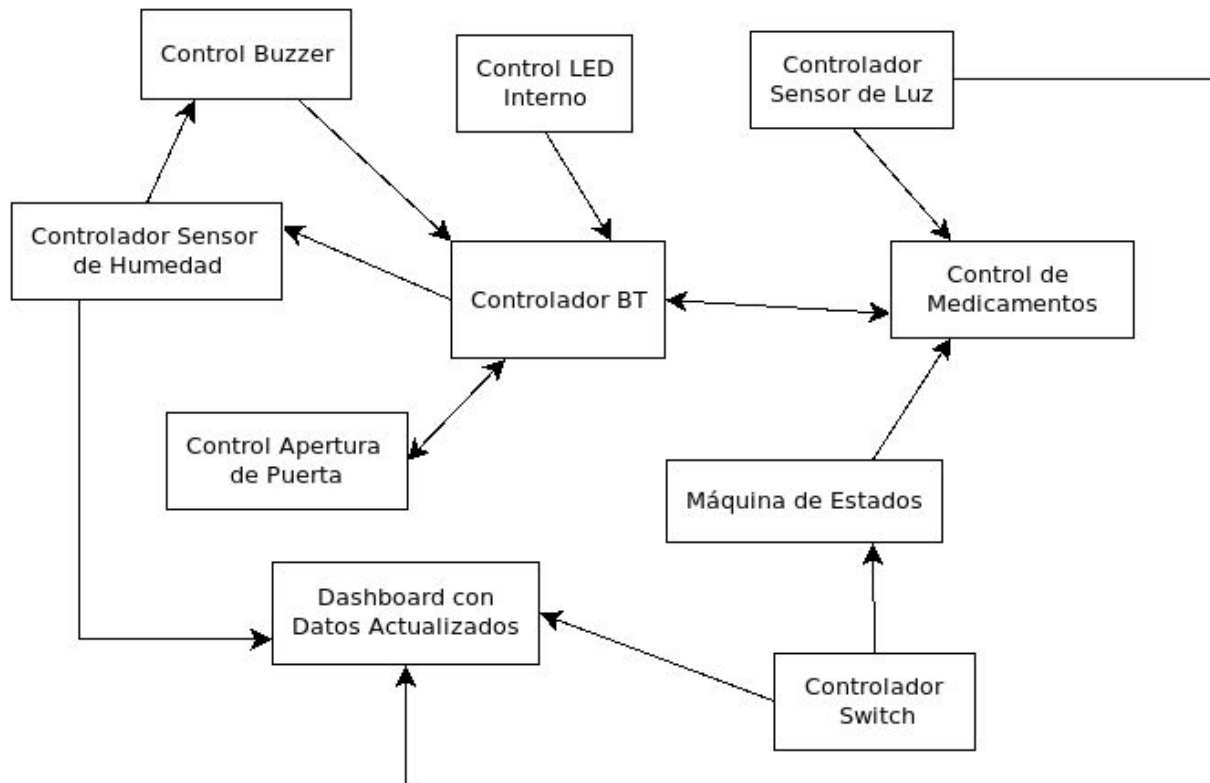 Control Buzzer
Control LED
Interno
Controlador
Sensor de Luz
Controlador Sensor
de Humedad
Controlador BT
Control de
Medicamentos
Control Apertura
de Puerta
Máquina de Estados
Dashboard con
Datos Actualizados
Controlador
Switch